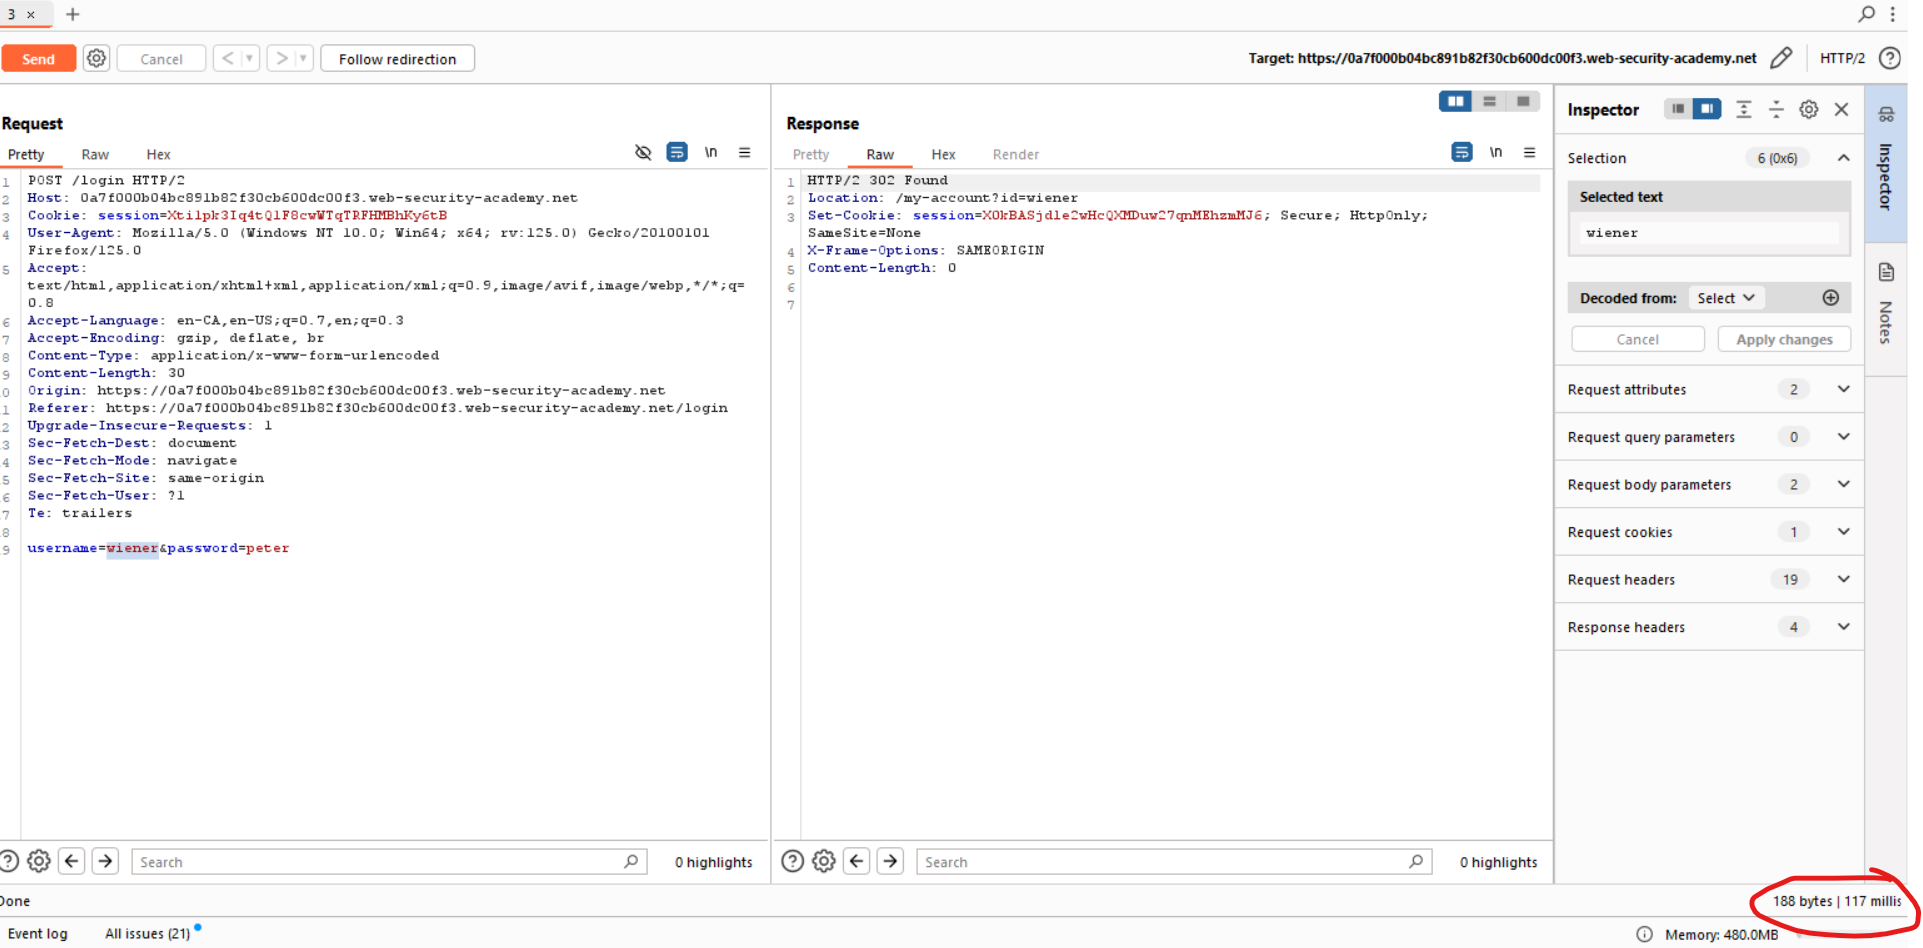 3 ×
Send Cancel < > Follow redirection Target: https://0a7f000b04bc891b82f30cb600dc00f3.web-security-academy.net HTTP/2
Request
Pretty Raw Hex \n
1 POST /login HTTP/2
2 Host: 0a7f000b04bc891b82f30cb600dc00f3.web-security-academy.net
3 Cookie: session=Xtilpk3Iq4tQlF8cwWTqTRFHMBhKy6tB
4 User-Agent: Mozilla/5.0 (Windows NT 10.0; Win64; x64; rv:125.0) Gecko/20100101
Firefox/125.0
5 Accept:
text/html,application/xhtml+xml,application/xml;q=0.9,image/avif,image/webp,*/*;q=
0.8
6 Accept-Language: en-CA,en-US;q=0.7,en;q=0.3
7 Accept-Encoding: gzip, deflate, br
8 Content-Type: application/x-www-form-urlencoded
9 Content-Length: 30
0 Origin: https://0a7f000b04bc891b82f30cb600dc00f3.web-security-academy.net
1 Referer: https://0a7f000b04bc891b82f30cb600dc00f3.web-security-academy.net/login
2 Upgrade-Insecure-Requests: 1
3 Sec-Fetch-Dest: document
4 Sec-Fetch-Mode: navigate
5 Sec-Fetch-Site: same-origin
6 Sec-Fetch-User: ?1
7 Te: trailers
8
9 username=wiener&password=peter
Search 0 highlights
Response
Pretty Raw Hex Render \n
1 HTTP/2 302 Found
2 Location: /my-account?id=wiener
3 Set-Cookie: session=XOkBASjdle2wHcQXMDuw27qnMEhzmMJ6; Secure; HttpOnly;
SameSite=None
4 X-Frame-Options: SAMEORIGIN
5 Content-Length: 0
6
7
Search 0 highlights
Inspector
Selection 6 (0x6)
Selected text
wiener
Decoded from: Select
Cancel Apply changes
Request attributes 2
Request query parameters 0
Request body parameters 2
Request cookies 1
Request headers 19
Response headers 4
Inspector
Notes
Done 188 bytes | 117 millis
Event log All issues (21) Memory: 480.0MB